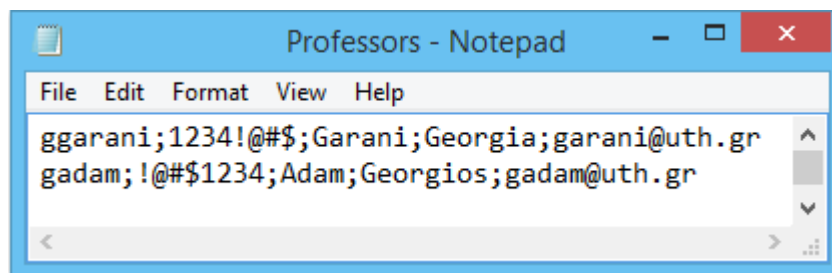 Professors - Notepad
File Edit Format View Help
ggarani;1234!@#$;Garani;Georgia;garani@uth.gr
gadam;!@#$1234;Adam;Georgios;gadam@uth.gr